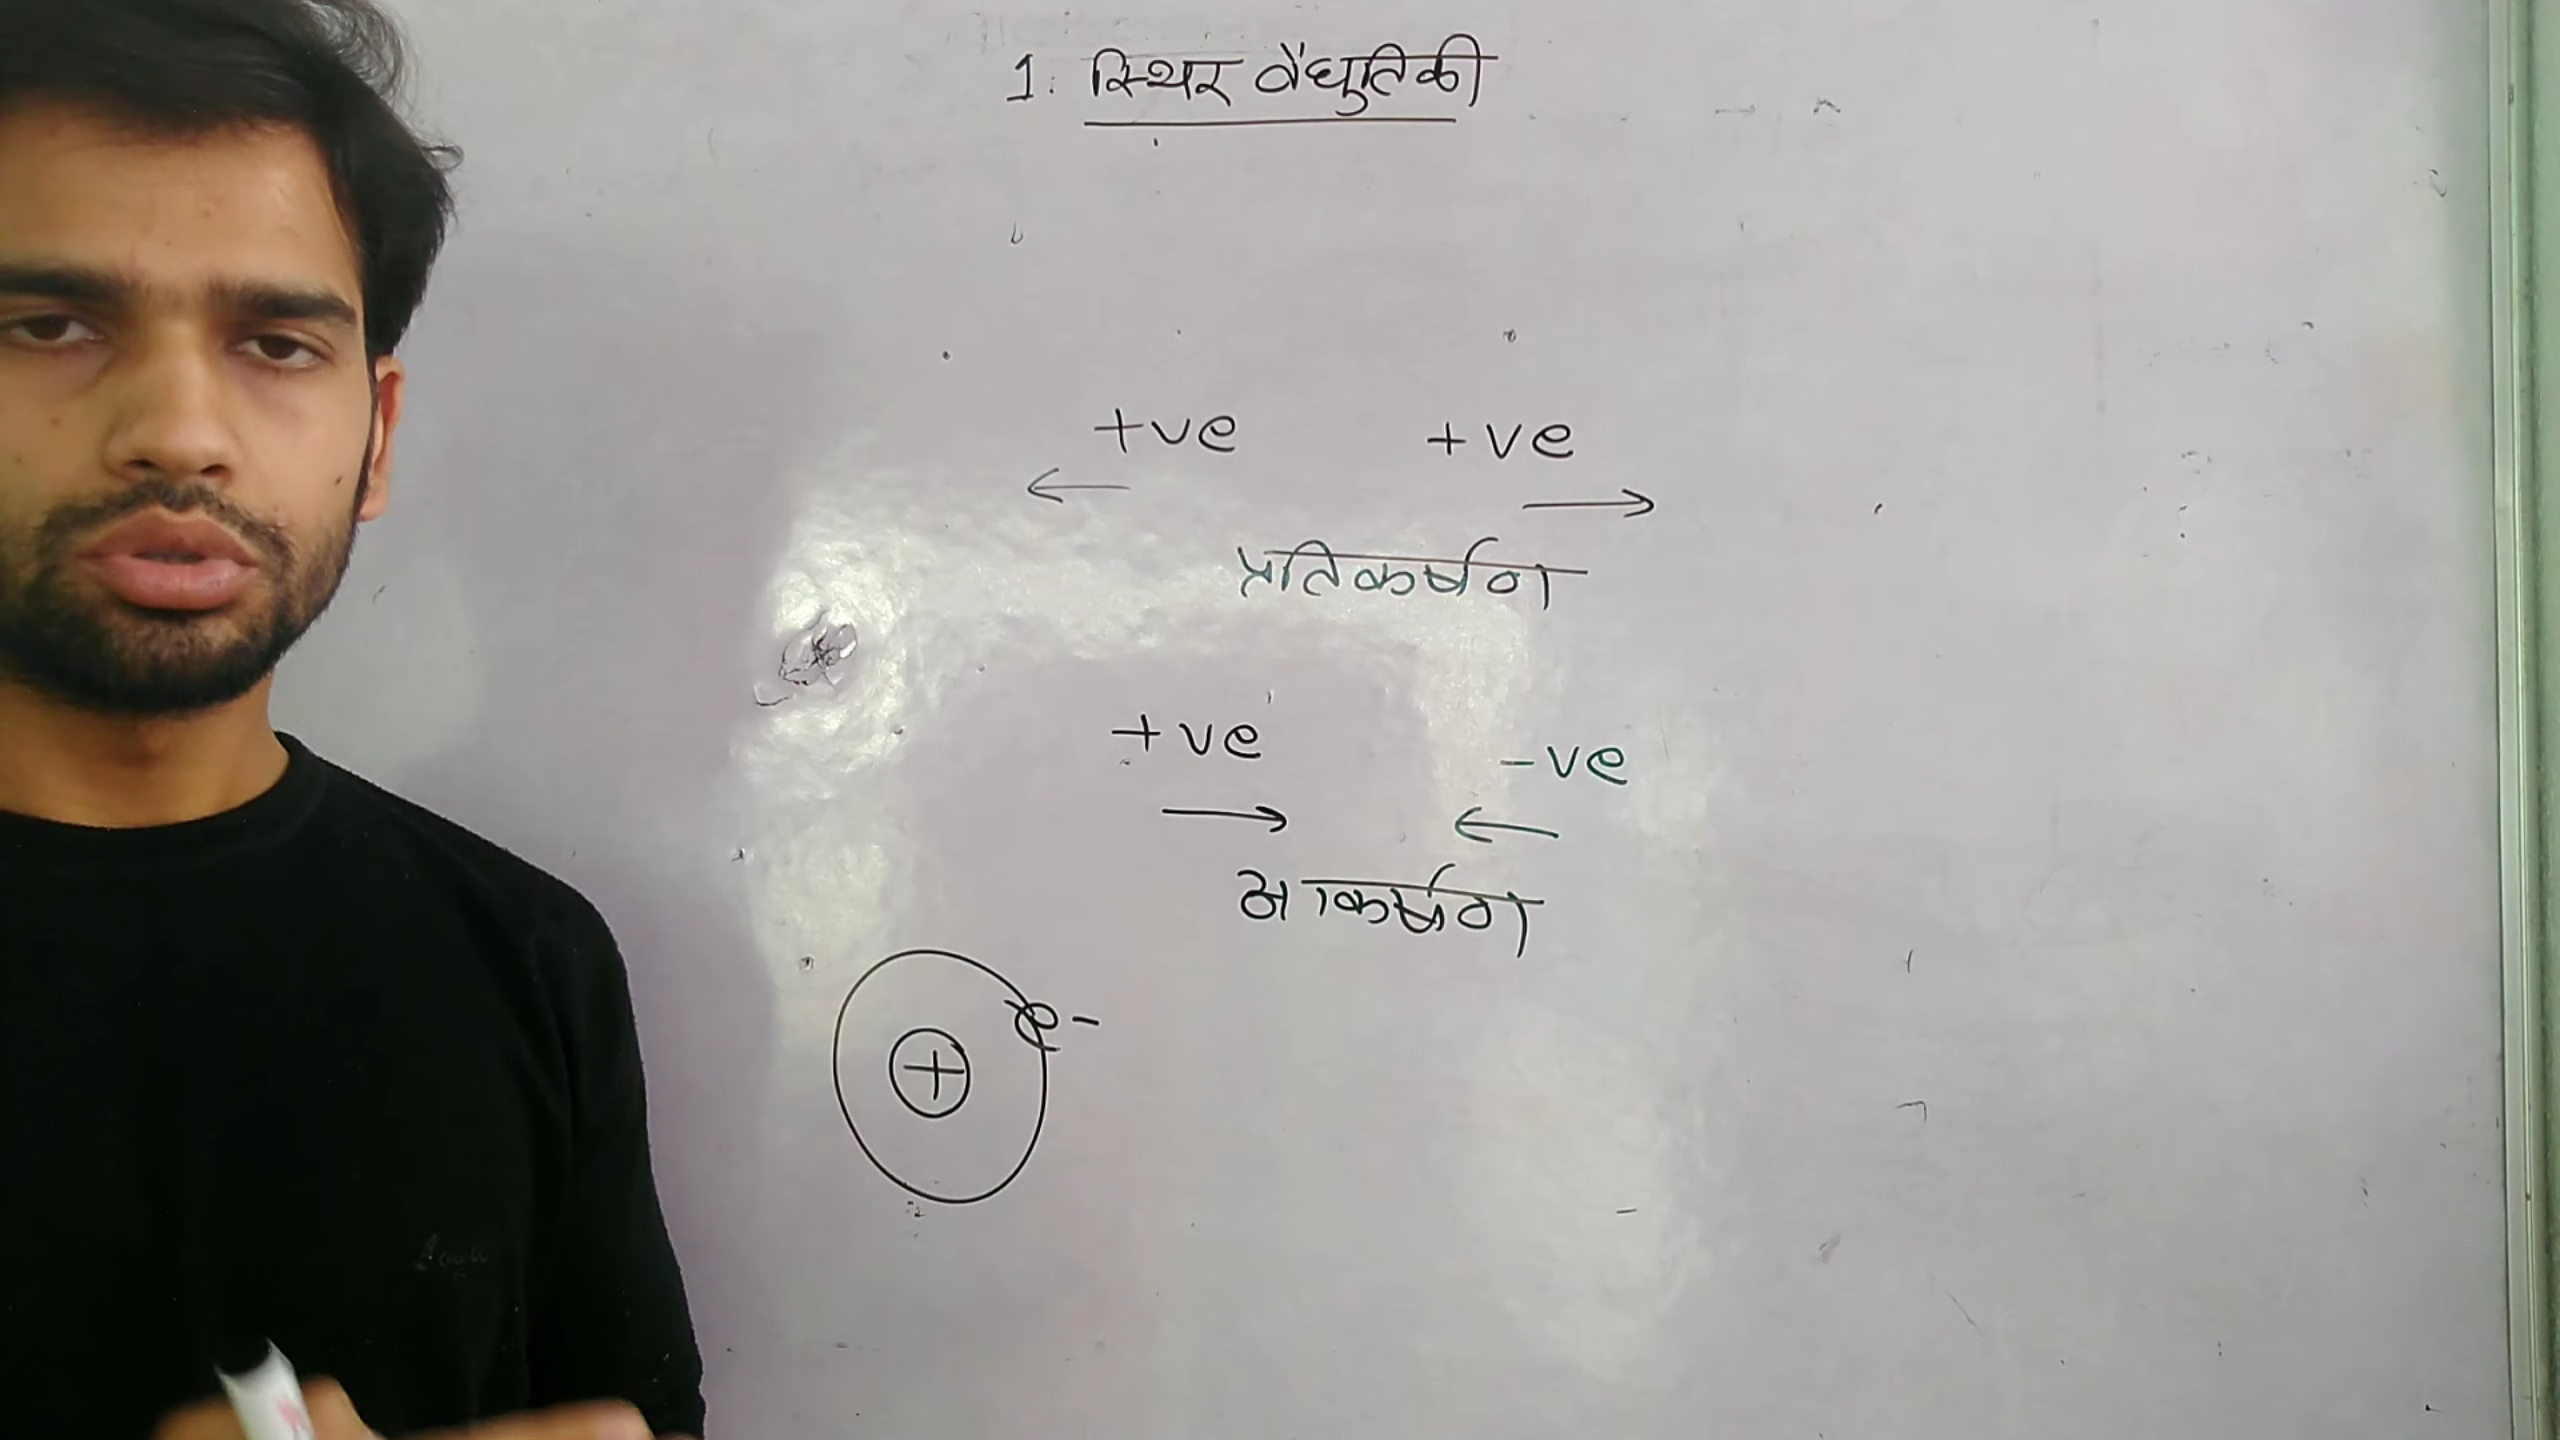 1. स्थिर वैद्युतिकी
+ve +ve
← →
प्रतिकर्षण
+ve -ve
→ ←
आकर्षण
e-
+